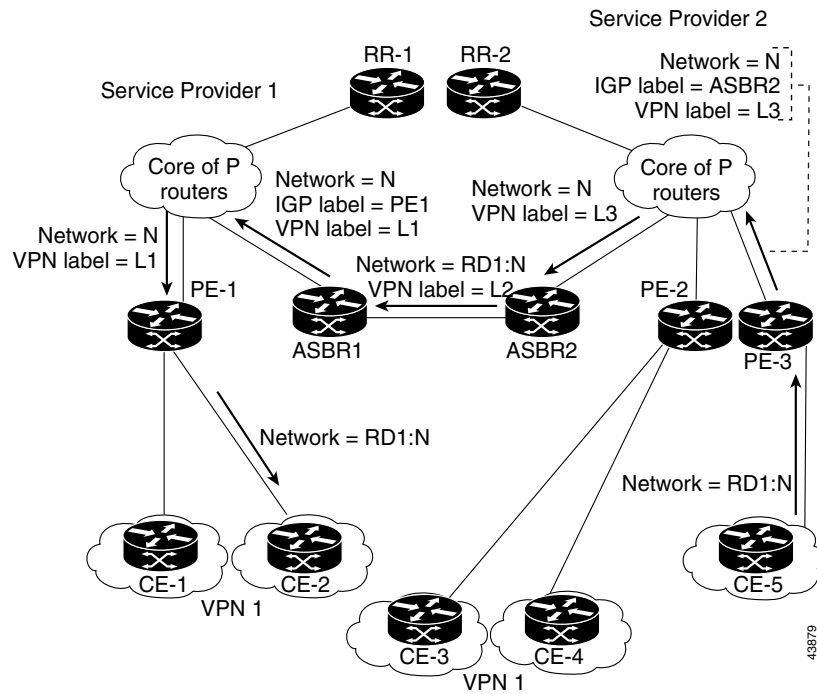 Service Provider 2
RR-1
RR-2
Network = N
IGP label = ASBR2
VPN label = L3
Service Provider 1
Core of P
routers
Core of P
routers
Network = N
IGP label = PE1
VPN label = L1
Network = N
VPN label = L3
Network = N
VPN label = L1
Network = RD1:N
VPN label = L2
PE-1
PE-2
ASBR1
ASBR2
PE-3
Network = RD1:N
Network = RD1:N
CE-1
CE-2
CE-5
VPN 1
CE-3
CE-4
VPN 1
43879